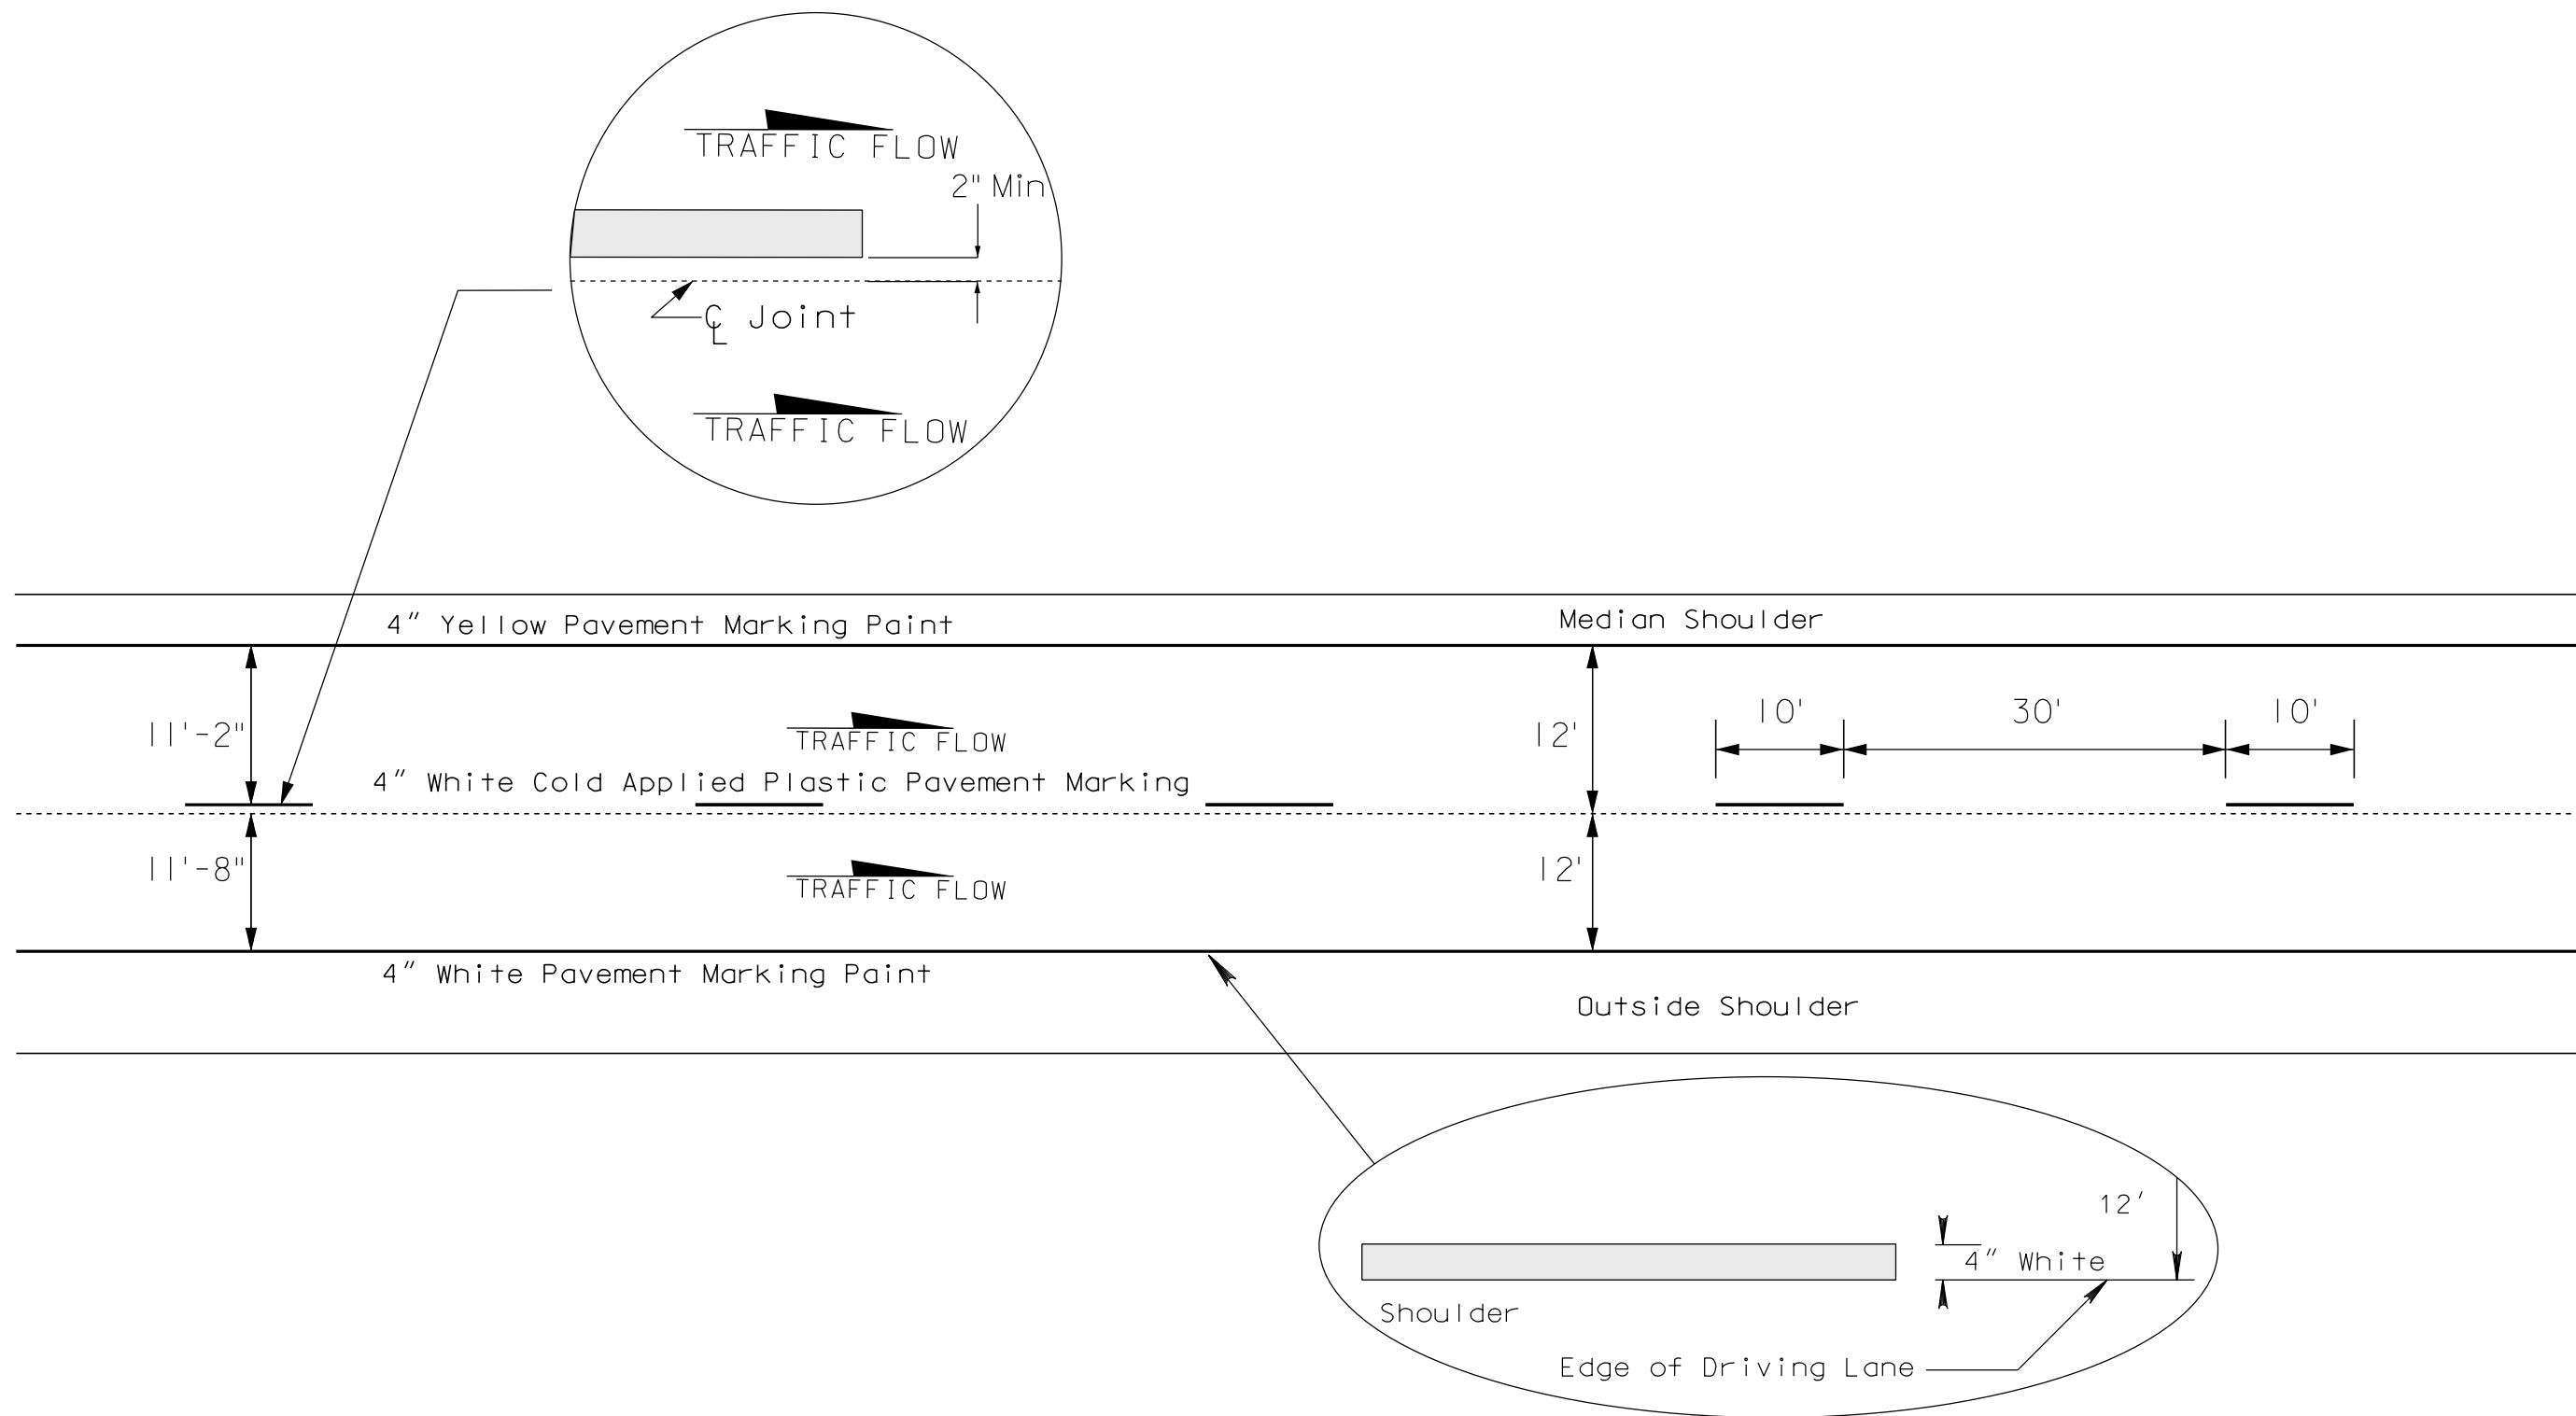 TRAFFIC FLOW
2" Min
℄ Joint
TRAFFIC FLOW
4" Yellow Pavement Marking Paint
Median Shoulder
11'-2"
TRAFFIC FLOW
12'
10'
30'
10'
4" White Cold Applied Plastic Pavement Marking
11'-8"
TRAFFIC FLOW
12'
4" White Pavement Marking Paint
Outside Shoulder
12'
4" White
Shoulder
Edge of Driving Lane